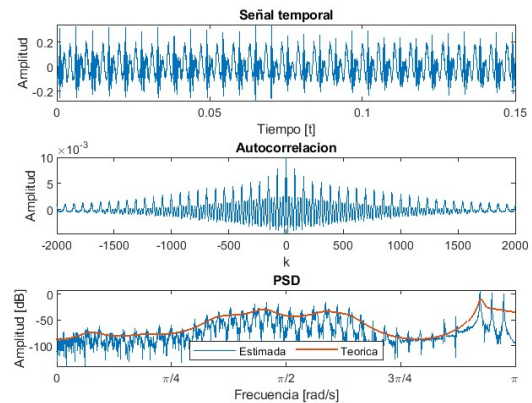 Señal temporal
Amplitud
0.2
0
-0.2
0
0.05
0.1
0.15
Tiempo [t]
Autocorrelacion
×10⁻³
Amplitud
10
5
0
-2000
-1500
-1000
-500
0
500
1000
1500
2000
k
PSD
Amplitud [dB]
0
-50
-100
Estimada
Teorica
0
π/4
π/2
3π/4
π
Frecuencia [rad/s]